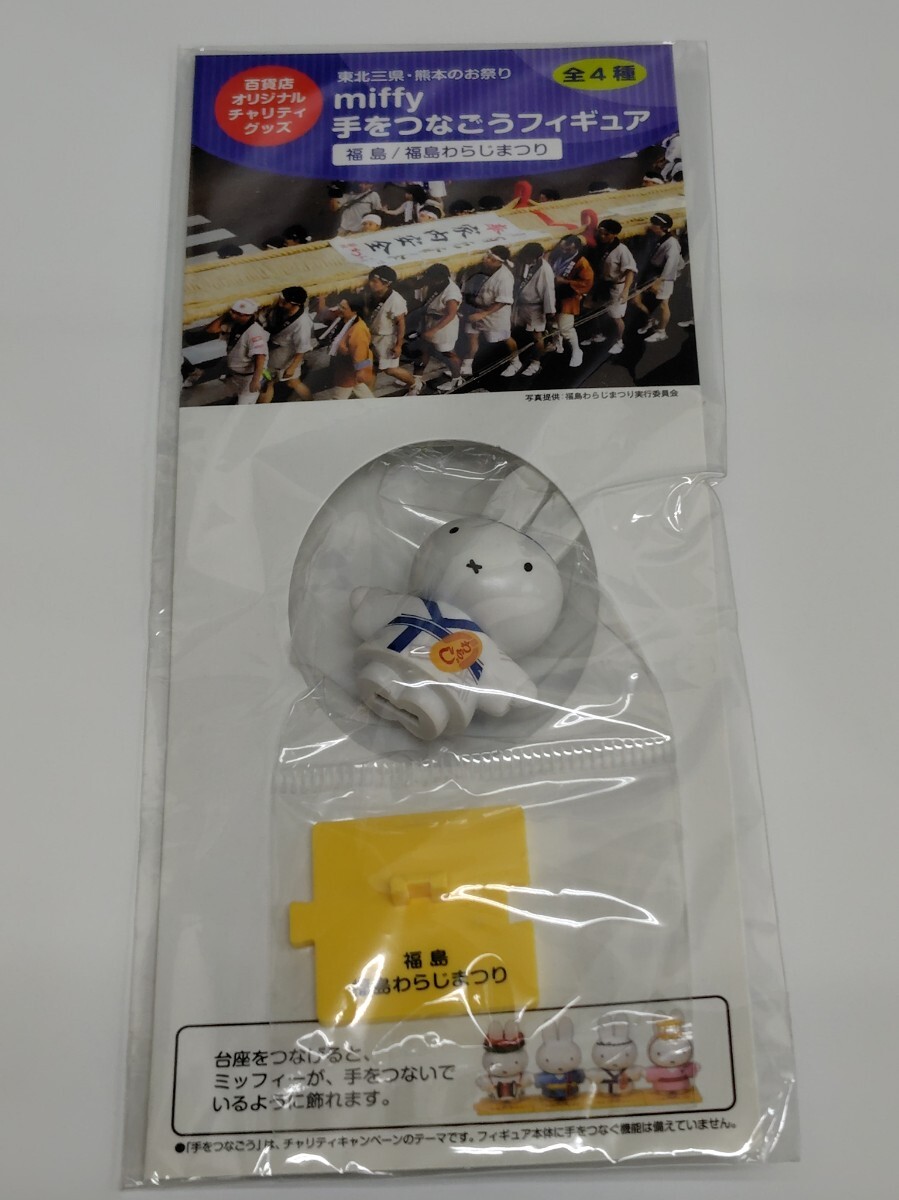 百貨店
オリジナル
チャリティ
グッズ
東北三県・熊本のお祭り
全4種
miffy
手をつなごうフィギュア
福島/福島わらじまつり
家内安全
写真提供:福島わらじまつり実行委員会
わらじ
福島
福島わらじまつり
台座をつなげると、
ミッフィーが、手をつないで
いるように飾れます。
●「手をつなごう」は、チャリティキャンペーンのテーマです。フィギュア本体に手をつなぐ機能は備えていません。